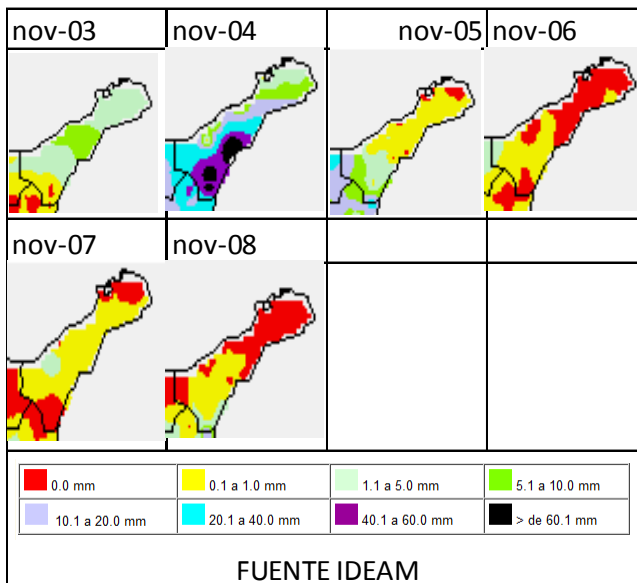 nov-03 nov-04 nov-05 nov-06
nov-07 nov-08
0.0 mm 0.1 a 1.0 mm 1.1 a 5.0 mm 5.1 a 10.0 mm
10.1 a 20.0 mm 20.1 a 40.0 mm 40.1 a 60.0 mm > de 60.1 mm
FUENTE IDEAM